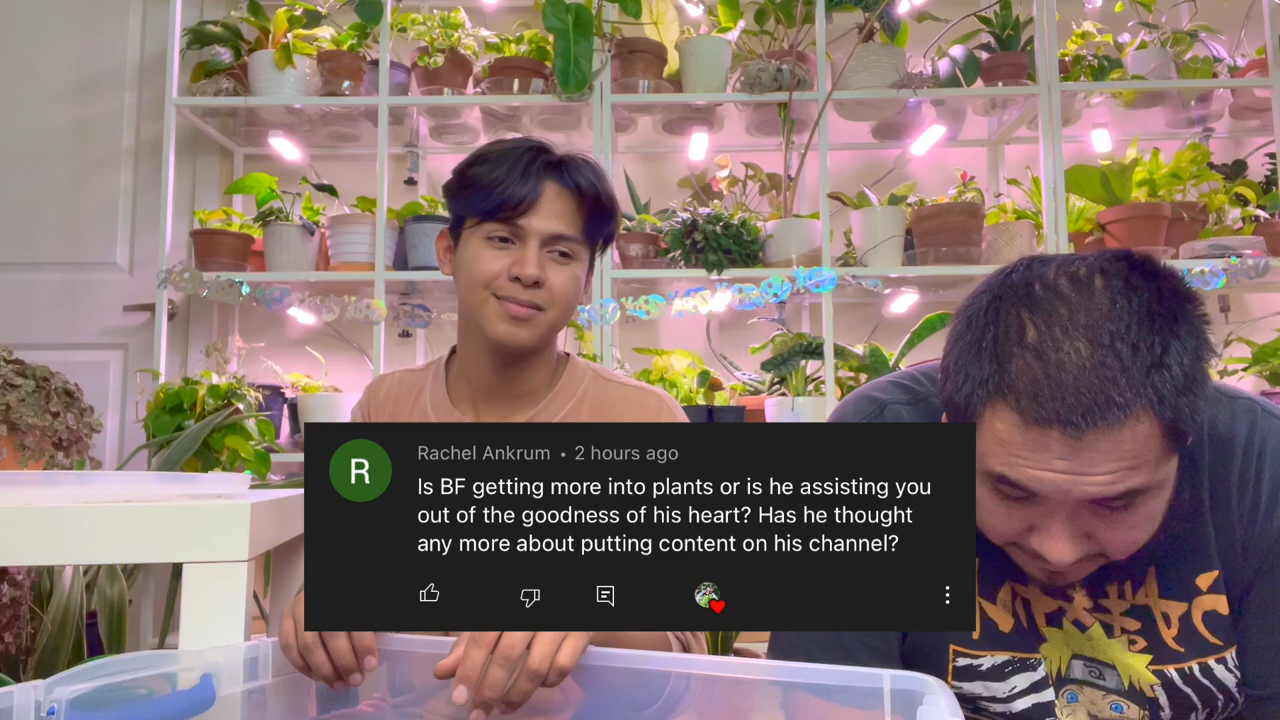 R
Rachel Ankrum • 2 hours ago
Is BF getting more into plants or is he assisting you
out of the goodness of his heart? Has he thought
any more about putting content on his channel?